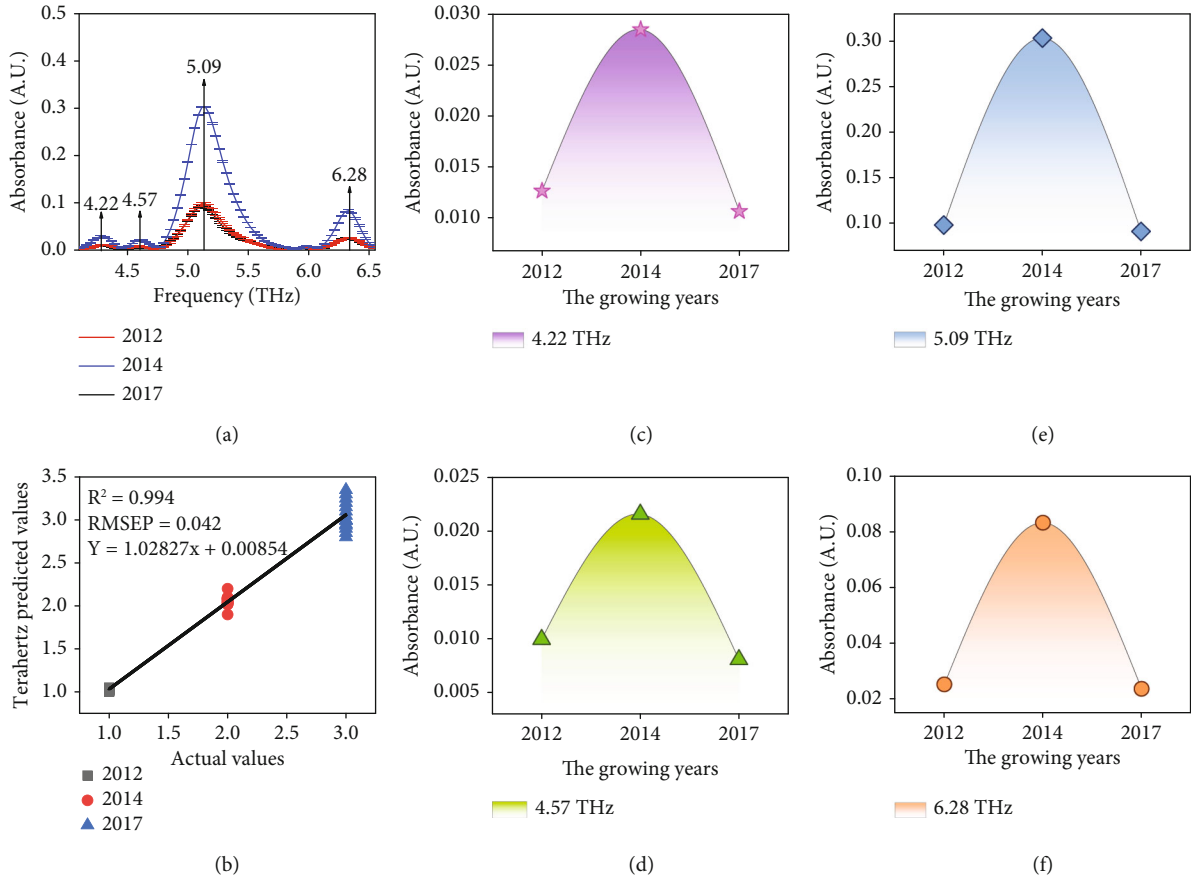 0.5
0.4
0.3
0.2
0.1
0.0
Absorbance (A.U.)
4.22
4.57
5.09
6.28
4.5 5.0 5.5 6.0 6.5
Frequency (THz)
2012
2014
2017
(a)
0.030
0.025
0.020
0.015
0.010
Absorbance (A.U.)
2012 2014 2017
The growing years
4.22 THz
(c)
0.30
0.25
0.20
0.15
0.10
Absorbance (A.U.)
2012 2014 2017
The growing years
5.09 THz
(e)
3.5
3.0
2.5
2.0
1.5
1.0
Terahertz predicted values
R² = 0.994
RMSEP = 0.042
Y = 1.02827x + 0.00854
1.0 1.5 2.0 2.5 3.0
Actual values
2012
2014
2017
(b)
0.025
0.020
0.015
0.010
0.005
Absorbance (A.U.)
2012 2014 2017
The growing years
4.57 THz
(d)
0.10
0.08
0.06
0.04
0.02
Absorbance (A.U.)
2012 2014 2017
The growing years
6.28 THz
(f)